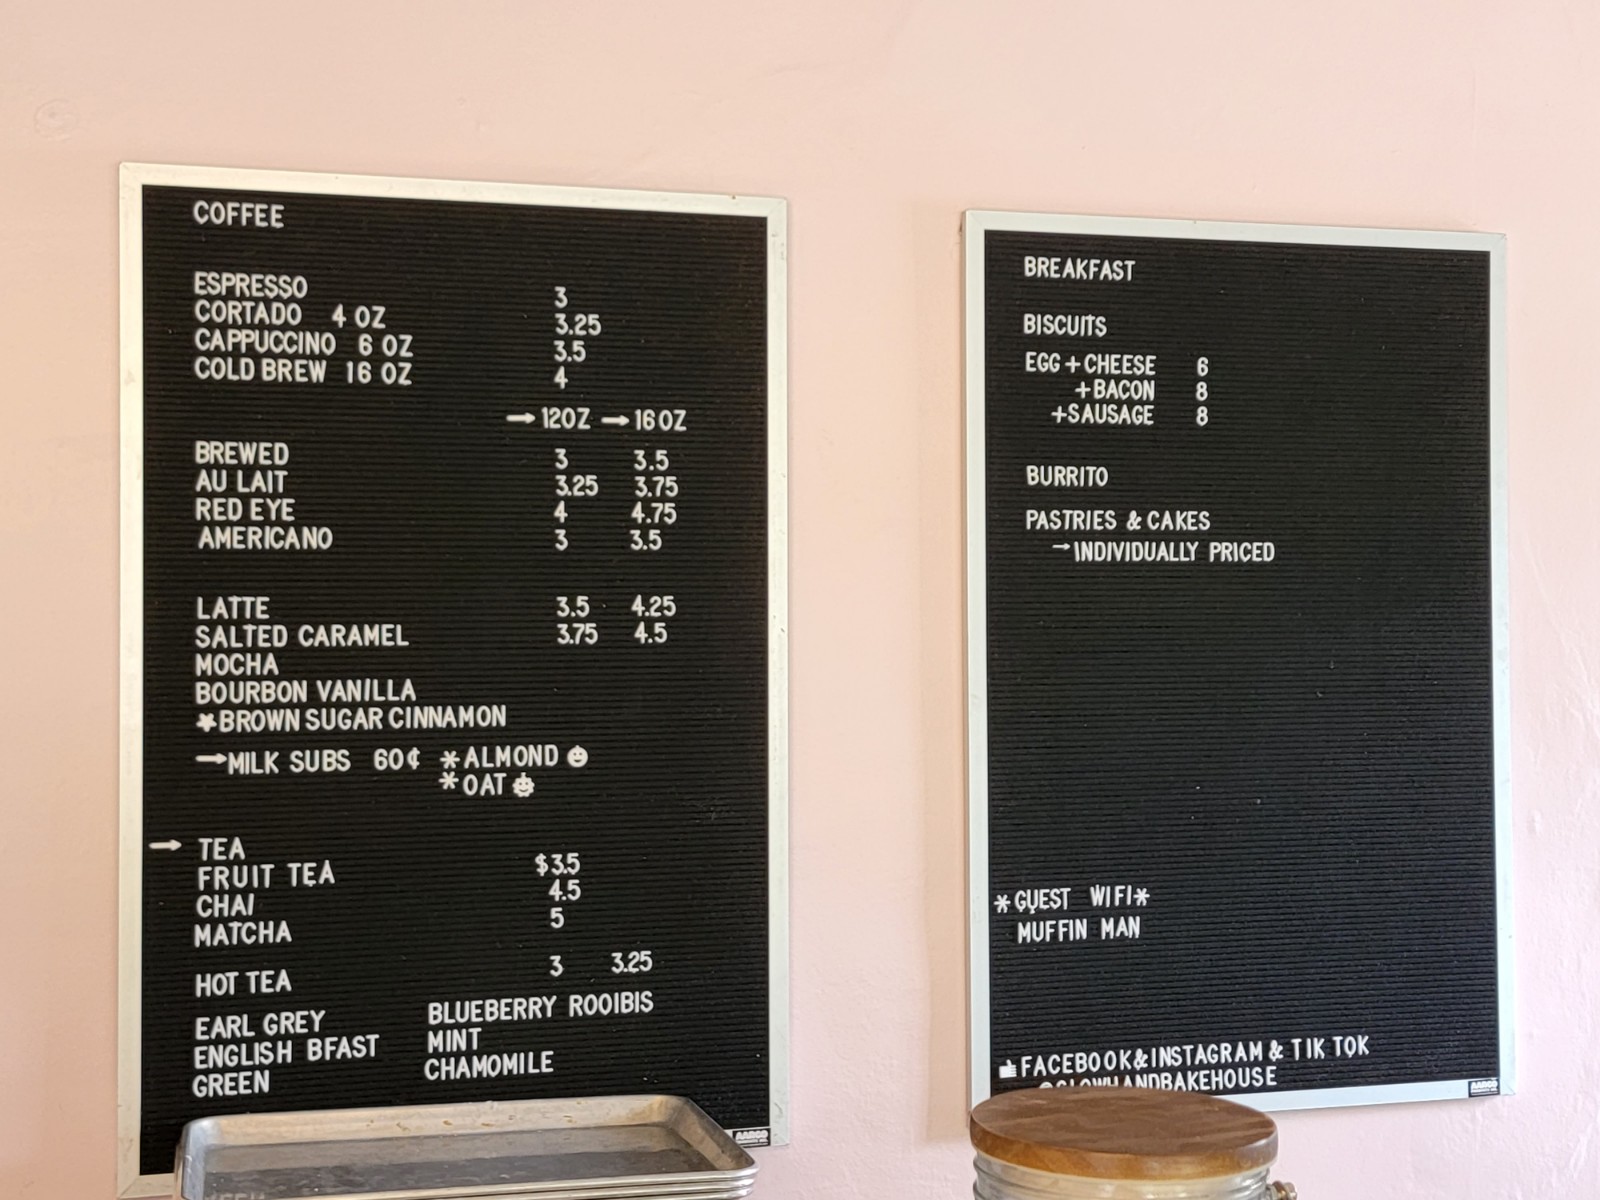 COFFEE
ESPRESSO 3
CORTADO 4 OZ 3.25
CAPPUCCINO 6 OZ 3.5
COLD BREW 16 OZ 4
→ 12OZ → 16 OZ
BREWED 3 3.5
AU LAIT 3.25 3.75
RED EYE 4 4.75
AMERICANO 3 3.5
LATTE 3.5 4.25
SALTED CARAMEL 3.75 4.5
MOCHA
BOURBON VANILLA
*BROWN SUGAR CINNAMON
→MILK SUBS 60¢ *ALMOND
*OAT
→ TEA
FRUIT TEA $3.5
CHAI 4.5
MATCHA 5
HOT TEA 3 3.25
EARL GREY BLUEBERRY ROOIBIS
ENGLISH BFAST MINT
GREEN CHAMOMILE
AARCO
BREAKFAST
BISCUITS
EGG + CHEESE 6
+BACON 8
+SAUSAGE 8
BURRITO
PASTRIES & CAKES
→INDIVIDUALLY PRICED
*GUEST WIFI*
MUFFIN MAN
FACEBOOK&INSTAGRAM & TIK TOK
@SLOWHANDBAKEHOUSE
AARCO